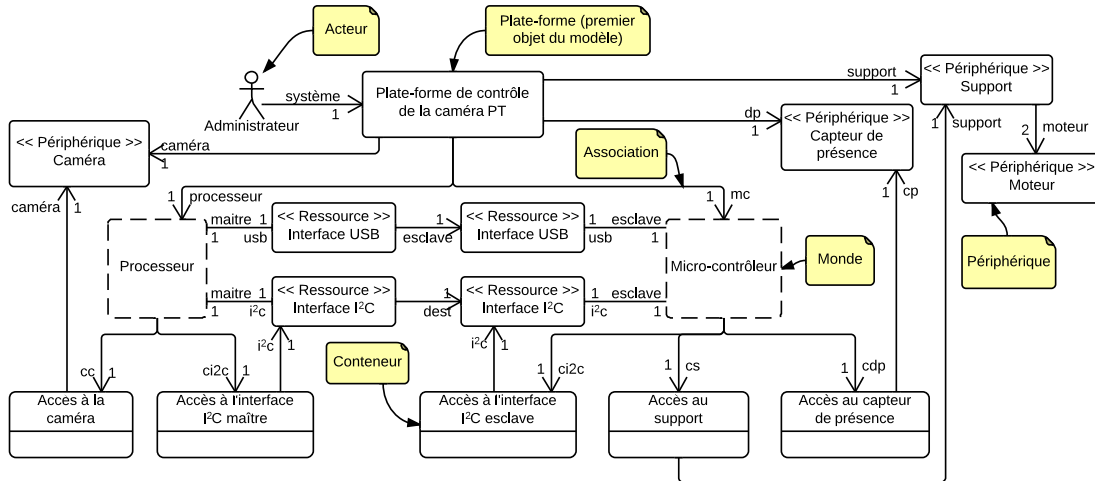 Acteur
Plate-forme (premier
objet du modèle)
Administrateur
système
1
Plate-forme de contrôle
de la caméra PT
support
1
<< Périphérique >>
Support
dp
1
<< Périphérique >>
Capteur de
présence
1
support
2
moteur
<< Périphérique >>
Moteur
<< Périphérique >>
Caméra
caméra
1
Association
caméra
1
1
processeur
1
mc
1
cp
Processeur
maitre
1
1
usb
<< Ressource >>
Interface USB
1
esclave
<< Ressource >>
Interface USB
1
esclave
usb
1
Micro-contrôleur
Monde
Périphérique
maitre
1
1
i²c
<< Ressource >>
Interface I²C
1
dest
<< Ressource >>
Interface I²C
1
esclave
i²c
1
i²c
1
i²c
1
Conteneur
cc
1
ci2c
1
1
ci2c
1
cs
1
cdp
Accès à la
caméra
Accès à l'interface
I²C maître
Accès à l'interface
I²C esclave
Accès au
support
Accès au capteur
de présence